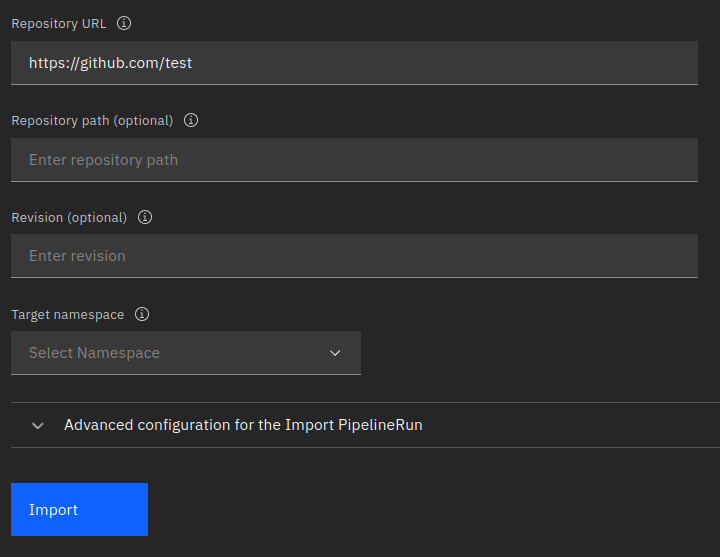 Repository URL
https://github.com/test
Repository path (optional)
Enter repository path
Revision (optional)
Enter revision
Target namespace
Select Namespace
Advanced configuration for the Import PipelineRun
Import